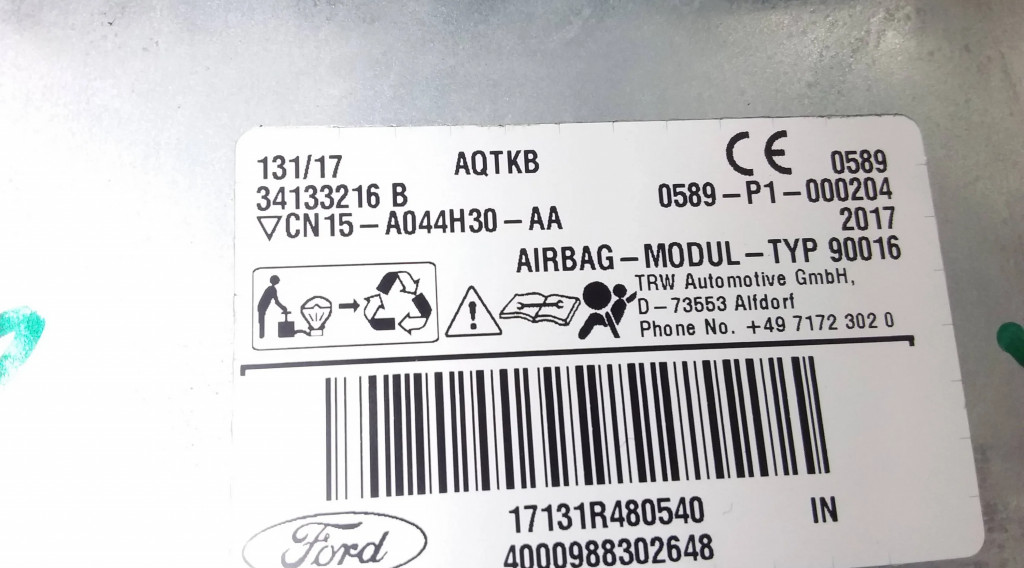 131/17 AQTKB CE 0589
34133216 B 0589-P1-000204
▽CN15-A044H30-AA 2017
AIRBAG-MODUL-TYP 90016
TRW Automotive GmbH,
D-73553 Alfdorf
Phone No. +49 7172 302 0
17131R480540 IN
Ford 4000988302648